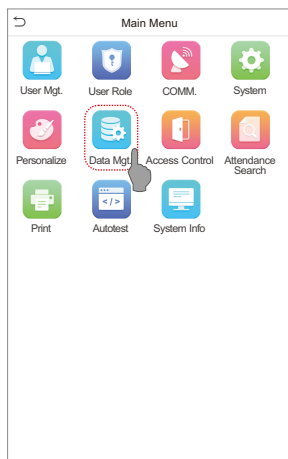 Main Menu
User Mgt.
User Role
COMM.
System
Personalize
Data Mgt.
Access Control
Attendance
Search
Print
Autotest
System Info